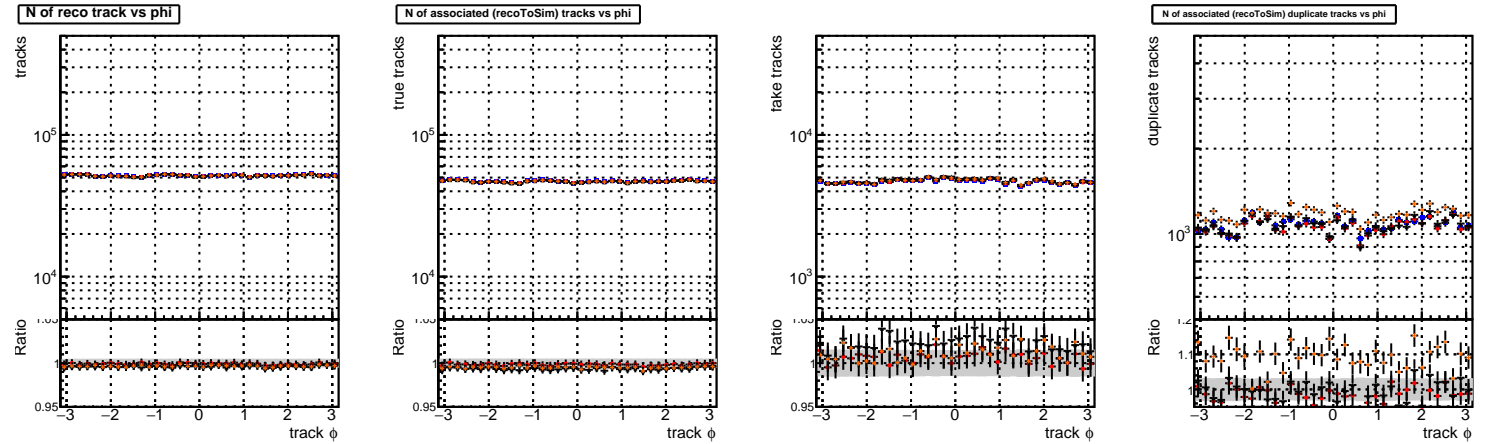 N of reco track vs phi
tracks
10^5
10^4
Ratio
1
0.95
−3 −2 −1 0 1 2 3
track ϕ
N of associated (recoToSim) tracks vs phi
true tracks
10^5
10^4
Ratio
1
0.95
−3 −2 −1 0 1 2 3
track ϕ
fake tracks
10^4
10^3
Ratio
1
0.95
−3 −2 −1 0 1 2 3
track ϕ
N of associated (recoToSim) duplicate tracks vs phi
duplicate tracks
10^3
Ratio
1.2
1.1
1
−3 −2 −1 0 1 2 3
track ϕ